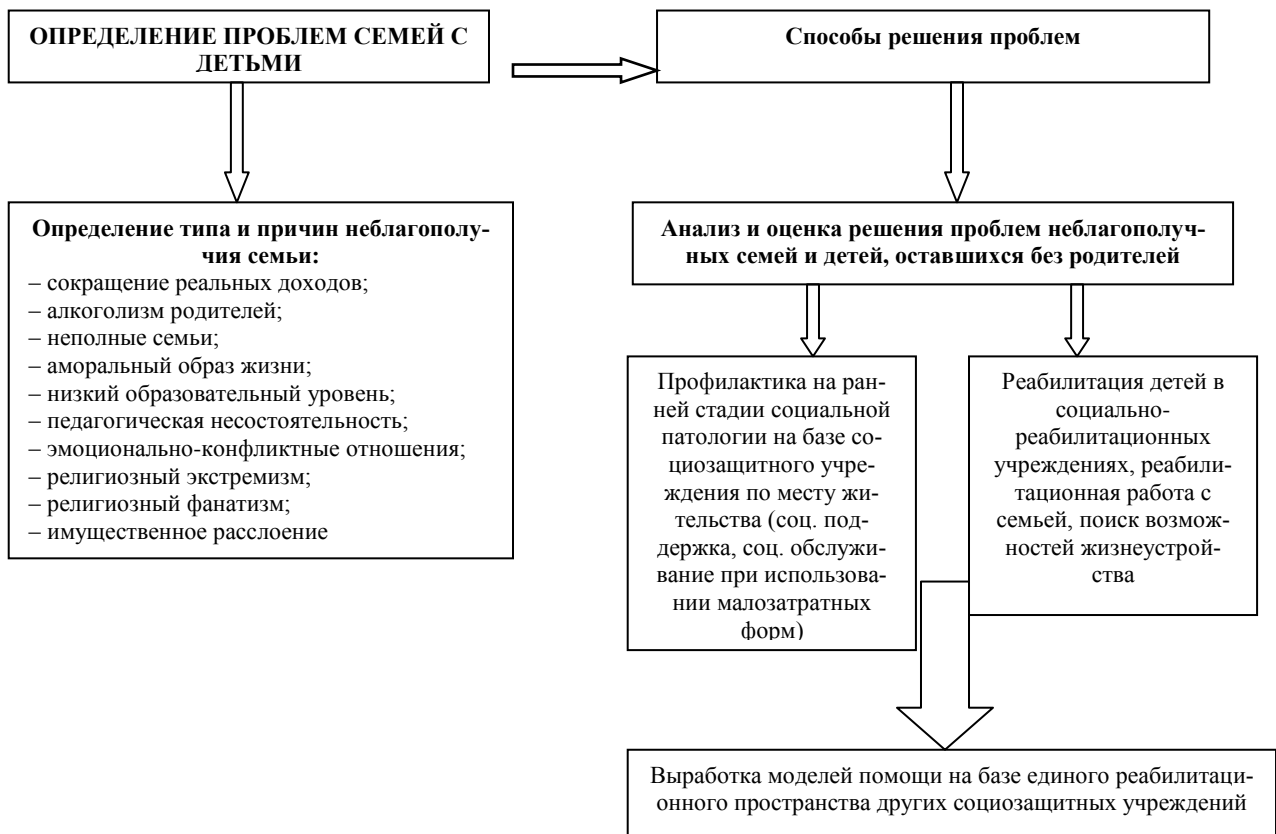 ОПРЕДЕЛЕНИЕ ПРОБЛЕМ СЕМЕЙ С
ДЕТЬМИ
Способы решения проблем
Определение типа и причин неблагополу-
чия семьи:
– сокращение реальных доходов;
– алкоголизм родителей;
– неполные семьи;
– аморальный образ жизни;
– низкий образовательный уровень;
– педагогическая несостоятельность;
– эмоционально-конфликтные отношения;
– религиозный экстремизм;
– религиозный фанатизм;
– имущественное расслоение
Анализ и оценка решения проблем неблагополуч-
ных семей и детей, оставшихся без родителей
Профилактика на ран-
ней стадии социальной
патологии на базе со-
циозащитного учре-
ждения по месту жи-
тельства (соц. под-
держка, соц. обслужи-
вание при использова-
нии малозатратных
форм)
Реабилитация детей в
социально-
реабилитационных
учреждениях, реабили-
тационная работа с
семьей, поиск возмож-
ностей жизнеустрой-
ства
Выработка моделей помощи на базе единого реабилитаци-
онного пространства других социозащитных учреждений